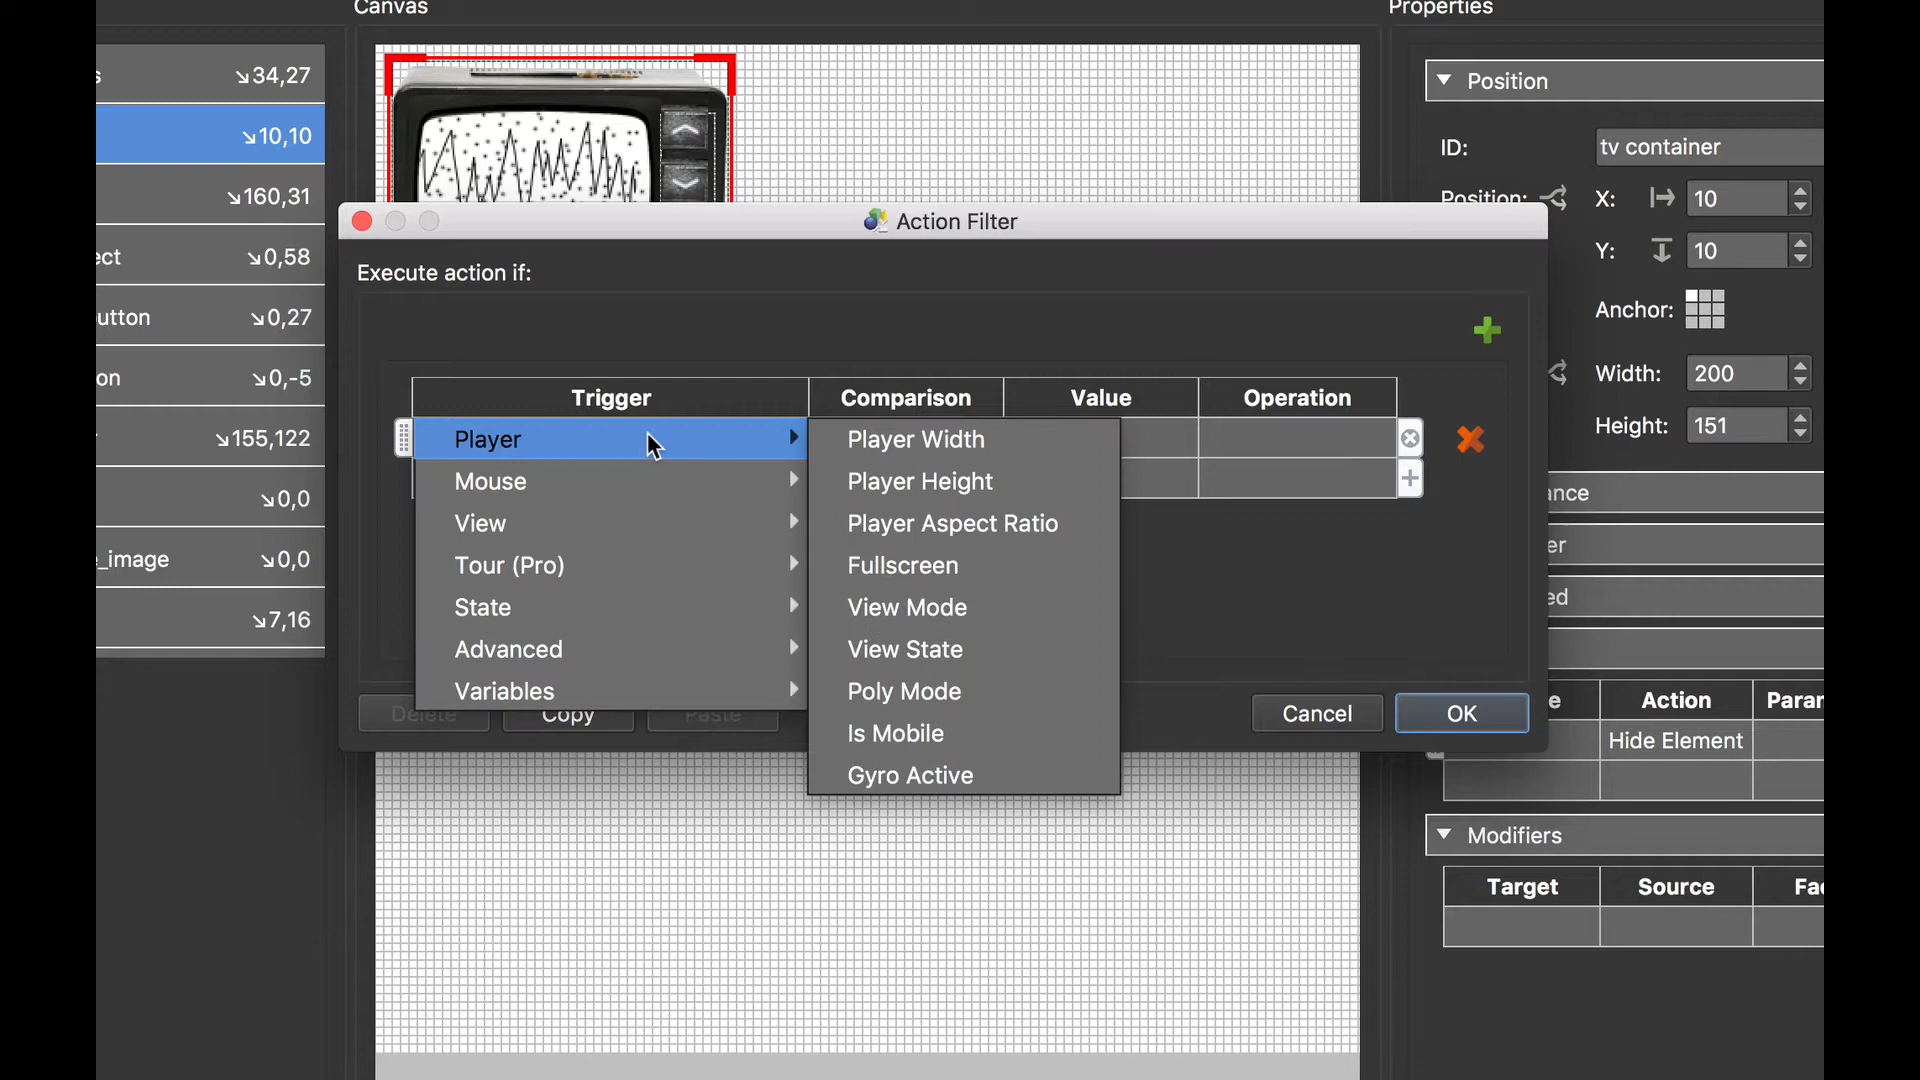 Canvas
Properties
s
34,27
10,10
160,31
ect
0,58
utton
0,27
on
0,-5
155,122
0,0
_image
0,0
7,16
Position
ID:
tv container
Position:
X:
10
Y:
10
Anchor:
Width:
200
Height:
151
Action Filter
Execute action if:
Trigger
Comparison
Value
Operation
Player
Mouse
View
Tour (Pro)
State
Advanced
Variables
Player Width
Player Height
Player Aspect Ratio
Fullscreen
View Mode
View State
Poly Mode
Is Mobile
Gyro Active
Delete
Copy
Paste
Cancel
OK
ance
er
ed
e
Action
Paran
Hide Element
Modifiers
Target
Source
Fac